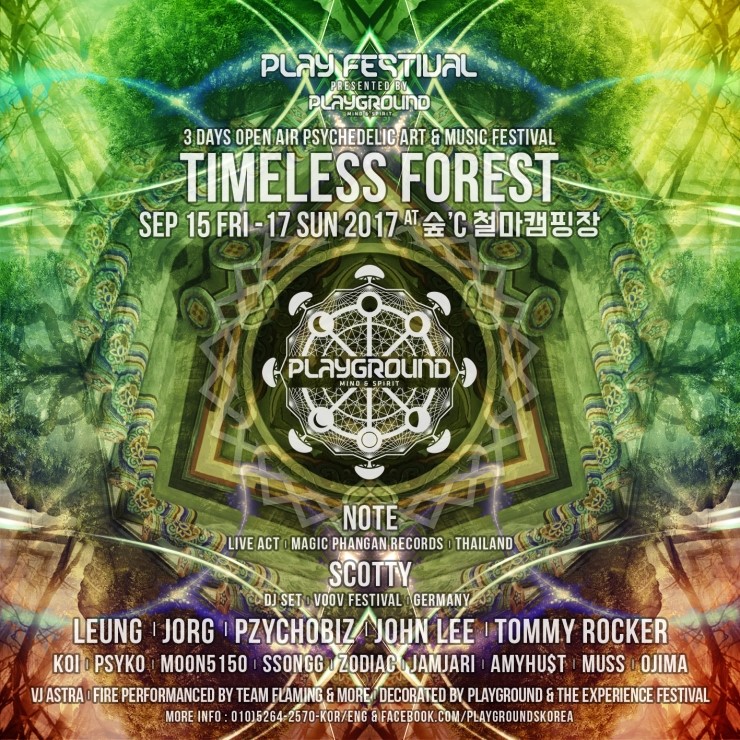 PLAY FESTIVAL
PRESENTED BY
PLAYGROUND
MIND & SPIRIT
3 DAYS OPEN AIR PSYCHEDELIC ART & MUSIC FESTIVAL
TIMELESS FOREST
SEP 15 FRI - 17 SUN 2017 AT 숲'C 철마캠핑장
PLAYGROUND
MIND & SPIRIT
NOTE
LIVE ACT | MAGIC PHANGAN RECORDS | THAILAND
SCOTTY
DJ SET | VOOV FESTIVAL | GERMANY
LEUNG | JORG | PZYCHOBIZ | JOHN LEE | TOMMY ROCKER
KOI | PSYKO | MOON5150 | SSONGG | ZODIAC | JAMJARI | AMYHU$T | MUSS | OJIMA
VJ ASTRA | FIRE PERFORMANCED BY TEAM FLAMING & MORE | DECORATED BY PLAYGROUND & THE EXPERIENCE FESTIVAL
MORE INFO : 010)5264-2570-KOR/ENG & FACEBOOK.COM/PLAYGROUNDSKOREA